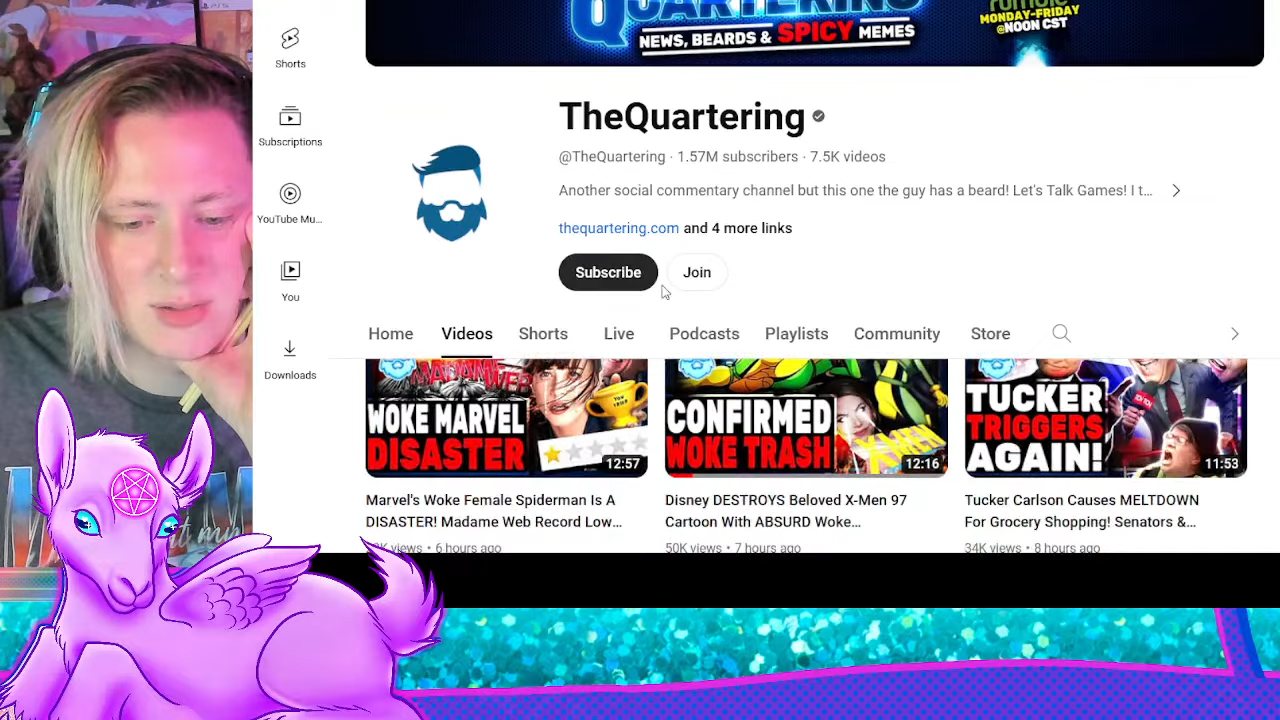 QUARTERING
NEWS, BEARDS & SPICY MEMES
rumble
MONDAY-FRIDAY
@NOON CST
Shorts
Subscriptions
YouTube Mu...
You
Downloads
TheQuartering
@TheQuartering · 1.57M subscribers · 7.5K videos
Another social commentary channel but this one the guy has a beard! Let's Talk Games! I t...
thequartering.com and 4 more links
Subscribe
Join
Home
Videos
Shorts
Live
Podcasts
Playlists
Community
Store
WOKE MARVEL
DISASTER
YOU TRIED
12:57
CONFIRMED
WOKE TRASH
12:16
TUCKER
TRIGGERS
AGAIN!
11:53
Marvel's Woke Female Spiderman Is A
DISASTER! Madame Web Record Low...
views • 6 hours ago
Disney DESTROYS Beloved X-Men 97
Cartoon With ABSURD Woke...
50K views • 7 hours ago
Tucker Carlson Causes MELTDOWN
For Grocery Shopping! Senators &...
34K views • 8 hours ago